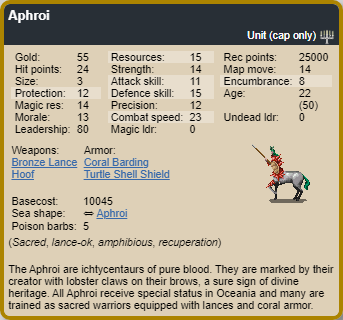 Aphroi
Unit (cap only)
Gold: 55 Resources: 15 Rec points: 25000
Hit points: 24 Strength: 14 Map move: 14
Size: 3 Attack skill: 11 Encumbrance: 8
Protection: 12 Defence skill: 15 Age: 22
Magic res: 14 Precision: 12 (50)
Morale: 13 Combat speed: 23 Undead ldr: 0
Leadership: 80 Magic ldr: 0
Weapons: Armor:
Bronze Lance Coral Barding
Hoof Turtle Shell Shield
Basecost: 10045
Sea shape: ⇔ Aphroi
Poison barbs: 5
(Sacred, lance-ok, amphibious, recuperation)
The Aphroi are ichtycentaurs of pure blood. They are marked by their
creator with lobster claws on their brows, a sure sign of divine
heritage. All Aphroi receive special status in Oceania and many are
trained as sacred warriors equipped with lances and coral armor.